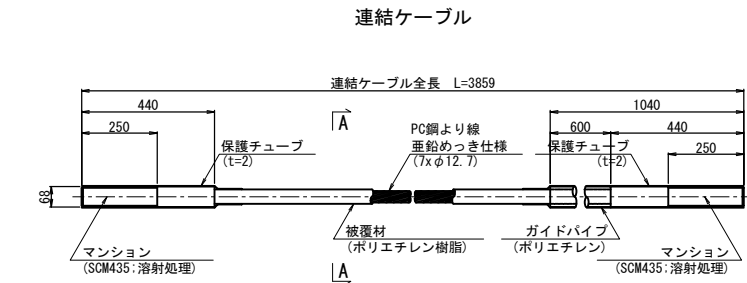 連結ケーブル
連結ケーブル全長 L=3859
440
1040
250
A
PC鋼より線
亜鉛めっき仕様
(7xφ12.7)
600
440
保護チューブ
(t=2)
保護チューブ
(t=2)
250
68
マンション
(SCM435:溶射処理)
被覆材
(ポリエチレン樹脂)
ガイドパイプ
(ポリエチレン)
マンション
(SCM435:溶射処理)
A